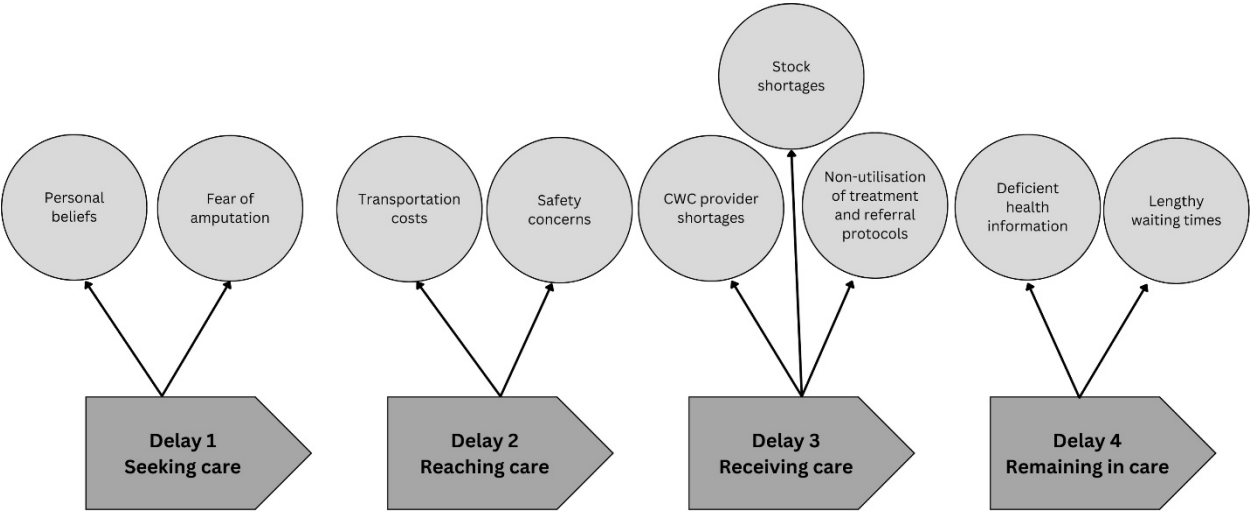 Stock
shortages
Personal
beliefs
Fear of
amputation
Transportation
costs
Safety
concerns
CWC provider
shortages
Non-utilisation
of treatment
and referral
protocols
Deficient
health
information
Lengthy
waiting times
Delay 1
Seeking care
Delay 2
Reaching care
Delay 3
Receiving care
Delay 4
Remaining in care